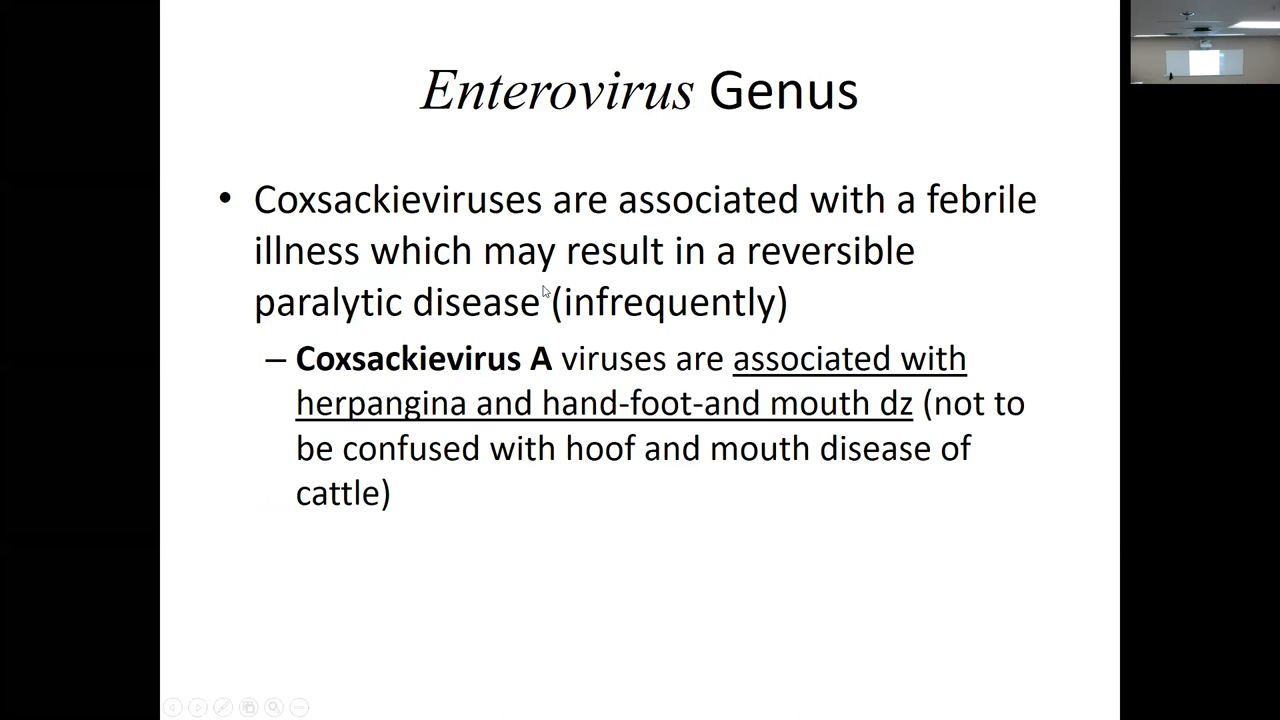 Enterovirus Genus
• Coxsackieviruses are associated with a febrile
illness which may result in a reversible
paralytic disease (infrequently)
– Coxsackievirus A viruses are associated with
herpangina and hand-foot-and mouth dz (not to
be confused with hoof and mouth disease of
cattle)